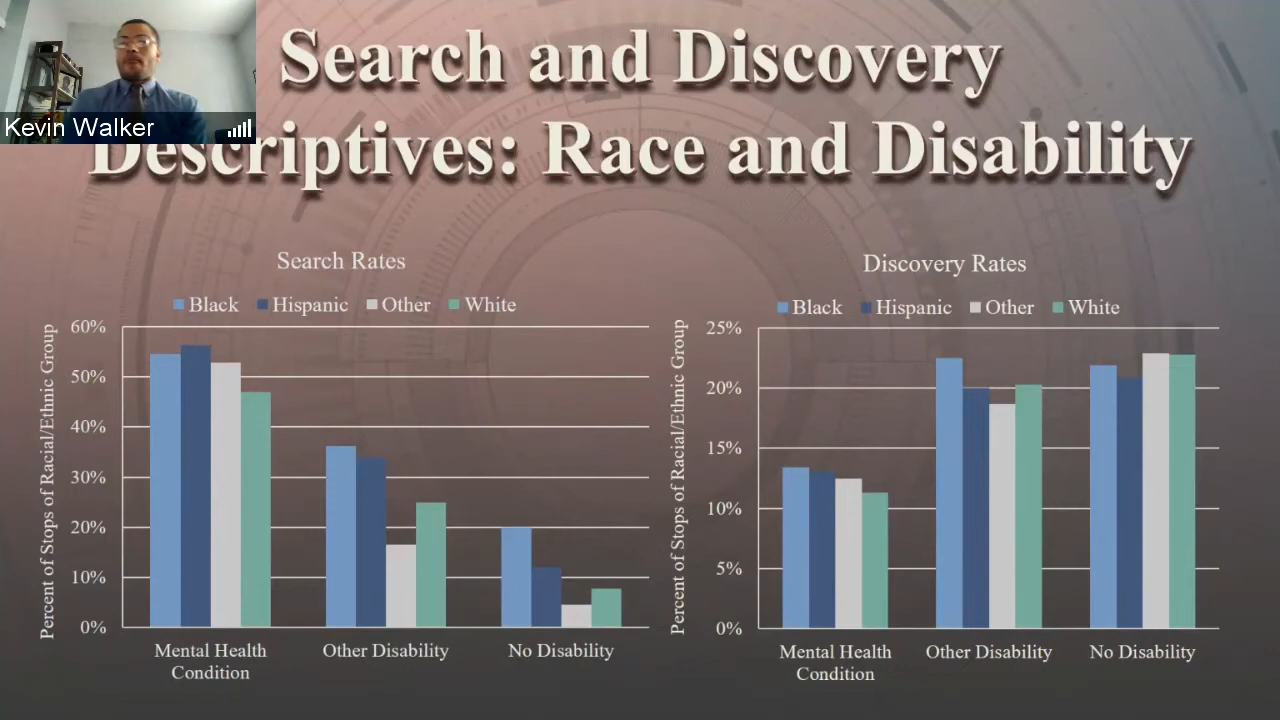 Kevin Walker
Search and Discovery
Descriptives: Race and Disability
Search Rates
Black Hispanic Other White
Percent of Stops of Racial/Ethnic Group
60%
50%
40%
30%
20%
10%
0%
Mental Health Condition
Other Disability
No Disability
Discovery Rates
Black Hispanic Other White
Percent of Stops of Racial/Ethnic Group
25%
20%
15%
10%
5%
0%
Mental Health Condition
Other Disability
No Disability